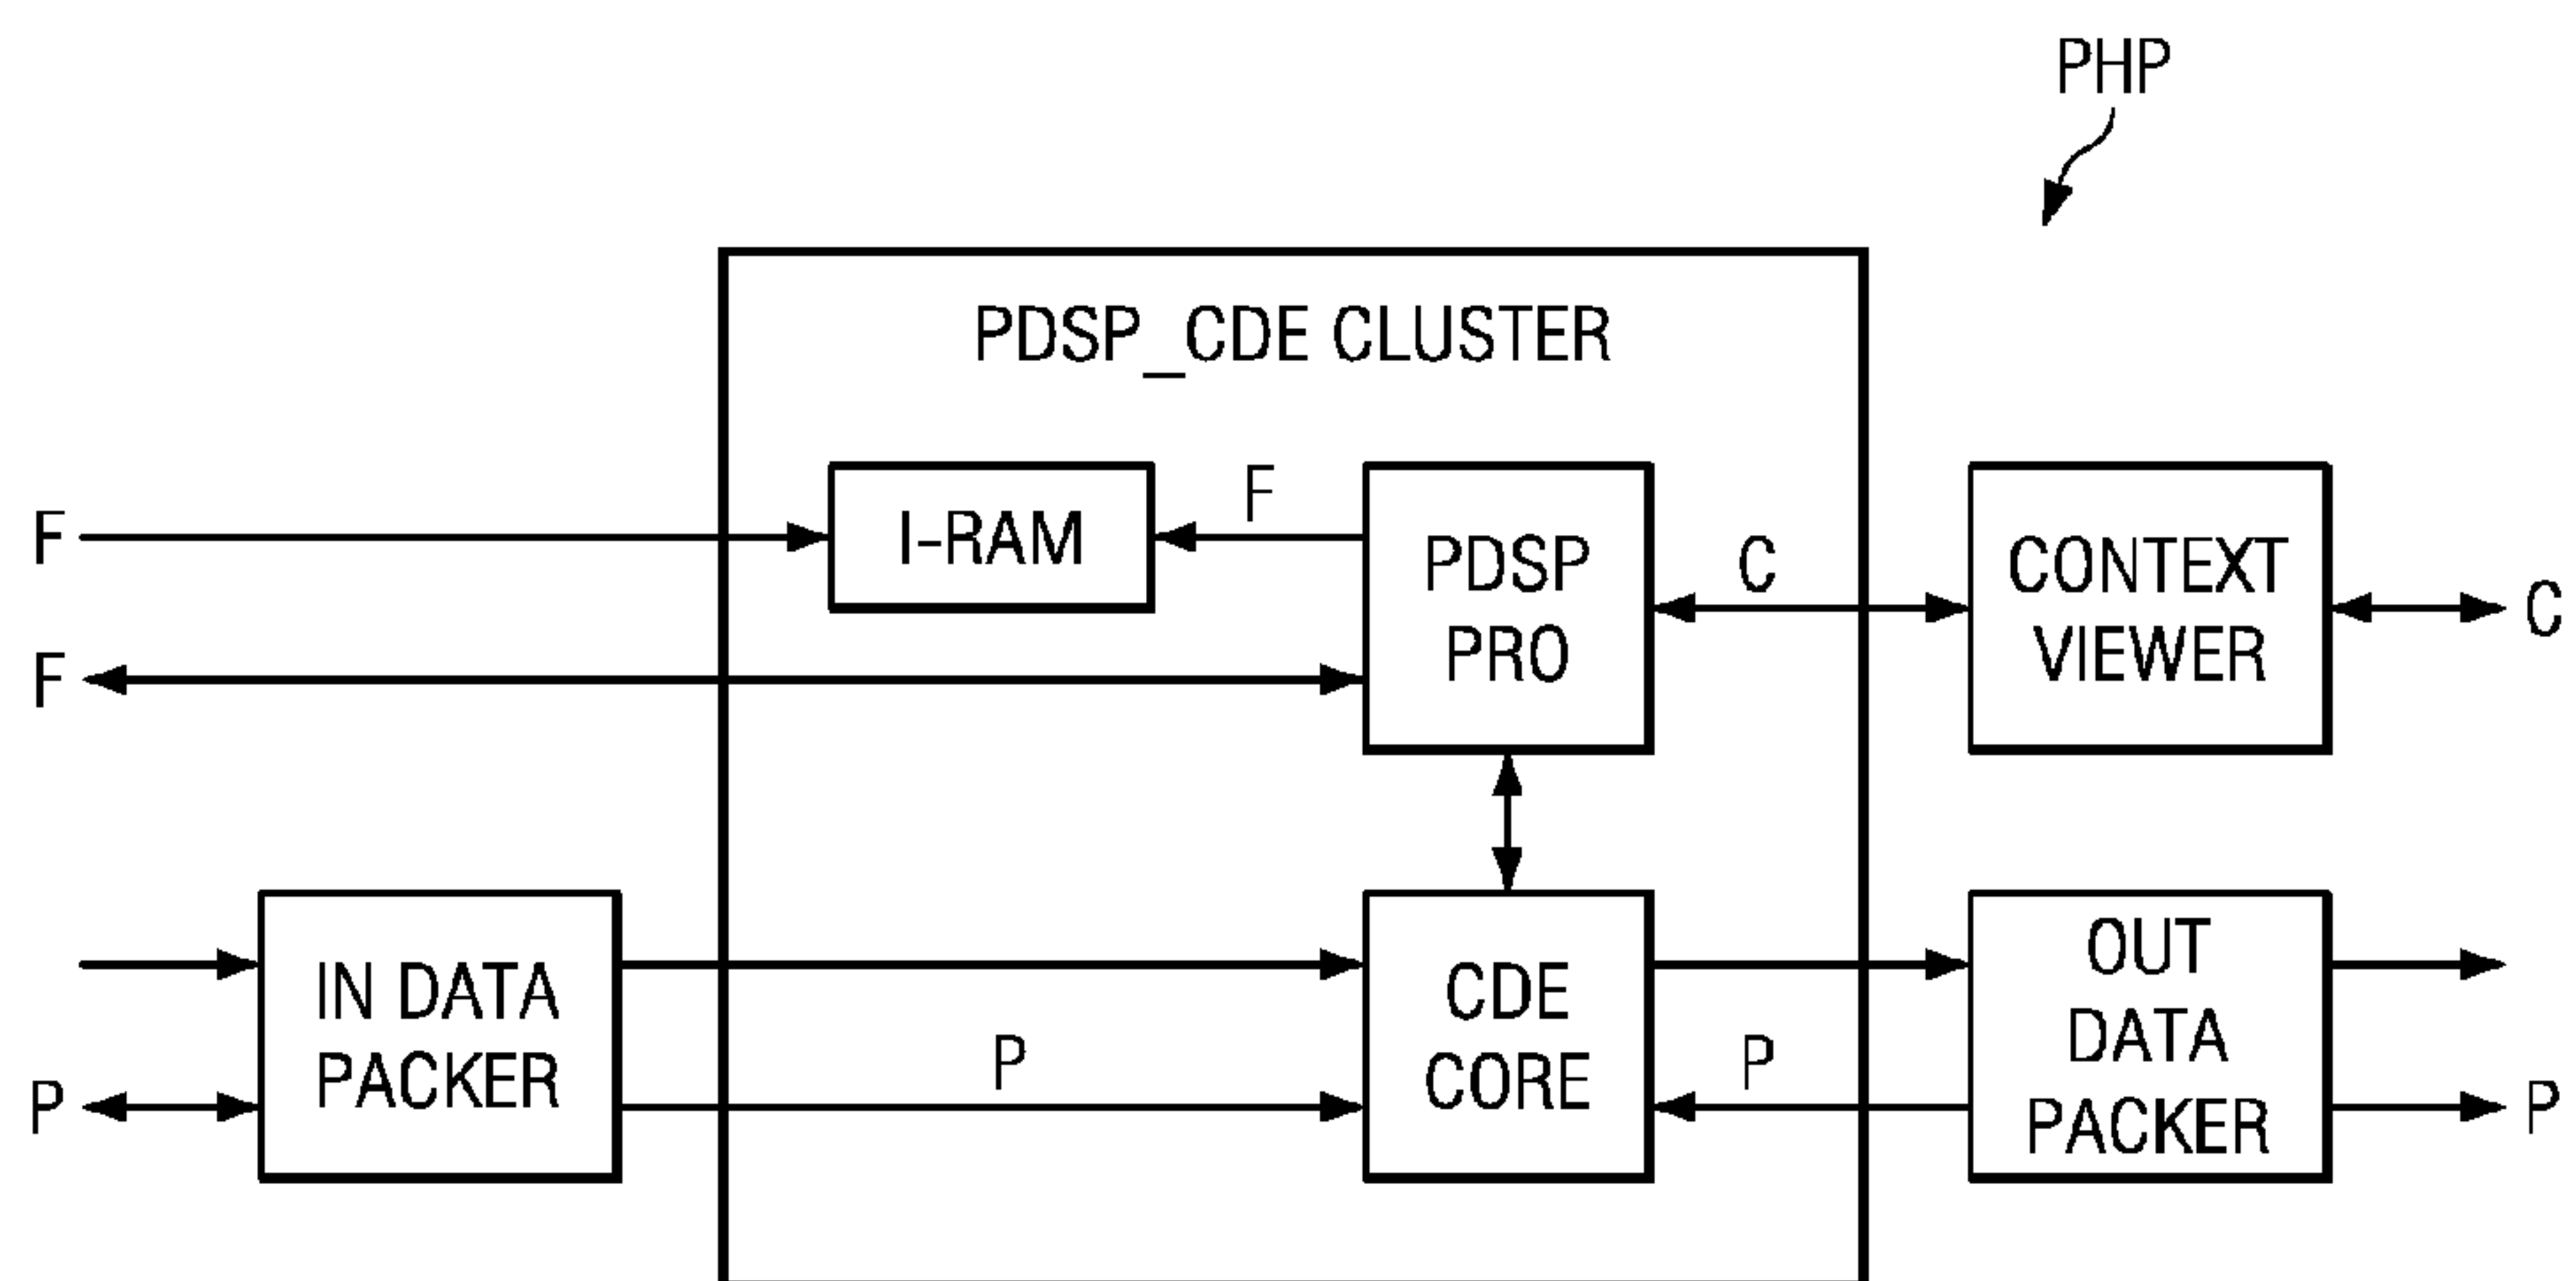 PHP
PDSP_CDE CLUSTER
F
I-RAM
F
PDSP
PRO
C
CONTEXT
VIEWER
C
F
IN DATA
PACKER
P
P
CDE
CORE
P
OUT
DATA
PACKER
P